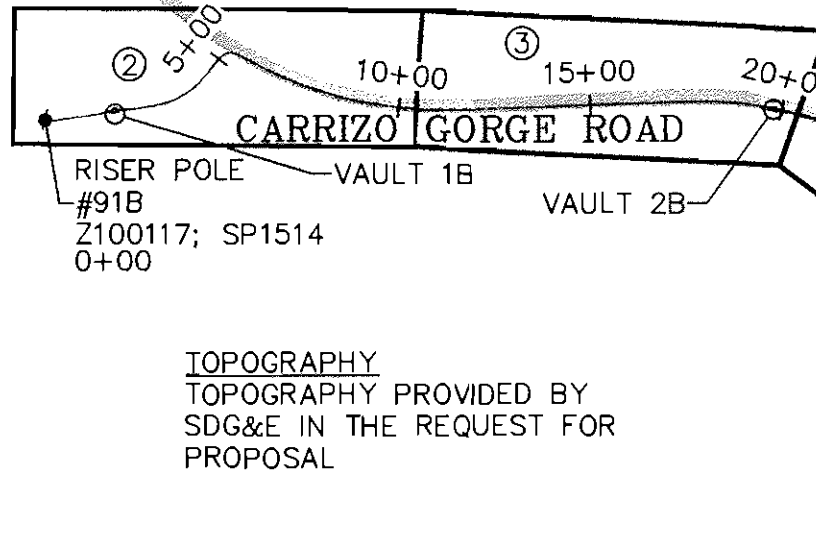 ② 5+00
③
10+00 15+00 20+0
CARRIZO GORGE ROAD
RISER POLE
#91B
Z100117; SP1514
0+00
VAULT 1B
VAULT 2B
TOPOGRAPHY
TOPOGRAPHY PROVIDED BY
SDG&E IN THE REQUEST FOR
PROPOSAL